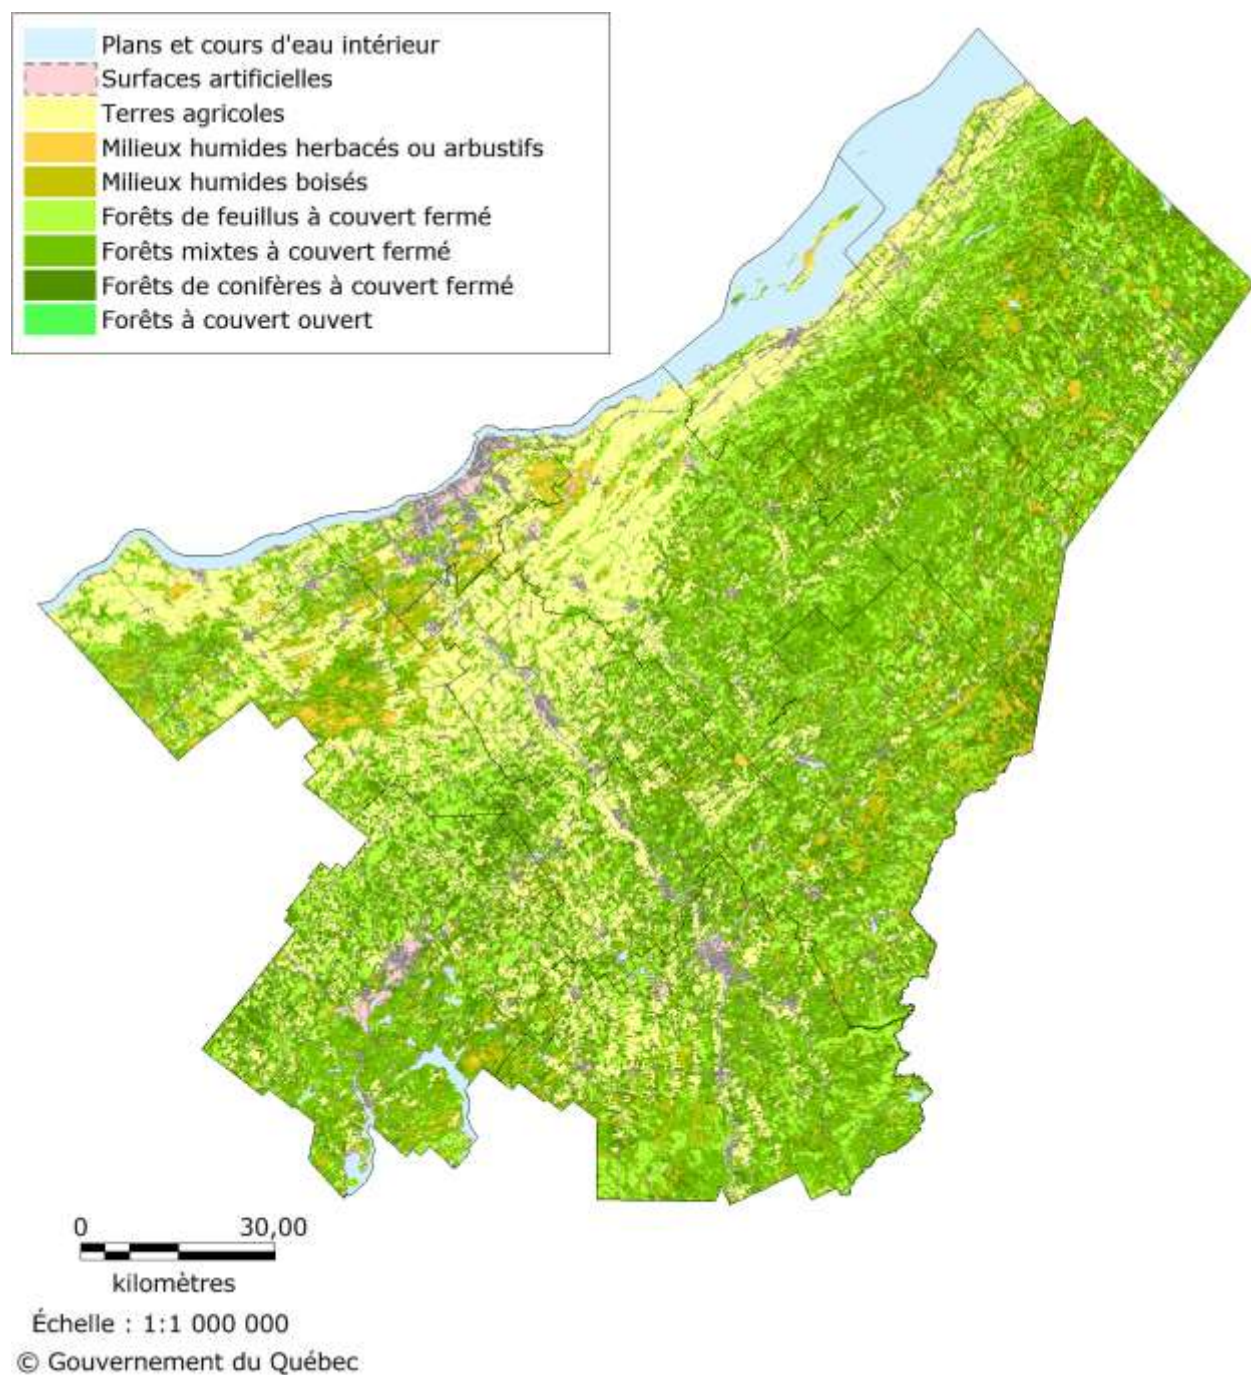 Plans et cours d'eau intérieur
Surfaces artificielles
Terres agricoles
Milieux humides herbacés ou arbustifs
Milieux humides boisés
Forêts de feuillus à couvert fermé
Forêts mixtes à couvert fermé
Forêts de conifères à couvert fermé
Forêts à couvert ouvert
0 30,00
kilomètres
Échelle : 1:1 000 000
© Gouvernement du Québec